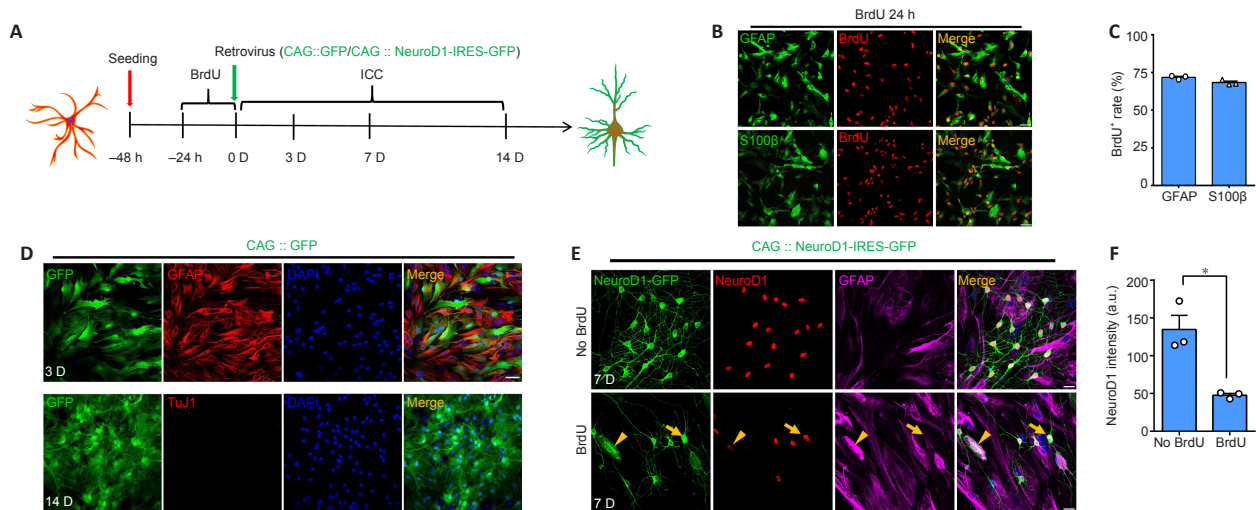 A
Retrovirus (CAG::GFP/CAG :: NeuroD1-IRES-GFP)
Seeding
BrdU
ICC
–48 h
–24 h
0 D
3 D
7 D
14 D
B
BrdU 24 h
GFAP
BrdU
Merge
S100β
BrdU
Merge
C
BrdU⁺ rate (%)
100
75
50
25
0
GFAP
S100β
D
CAG :: GFP
GFP
GFAP
DAPI
Merge
3 D
GFP
TuJ1
DAPI
Merge
14 D
E
CAG :: NeuroD1-IRES-GFP
No BrdU
NeuroD1-GFP
NeuroD1
GFAP
Merge
7 D
BrdU
7 D
F
NeuroD1 intensity (a.u.)
200
150
100
50
0
*
No BrdU
BrdU